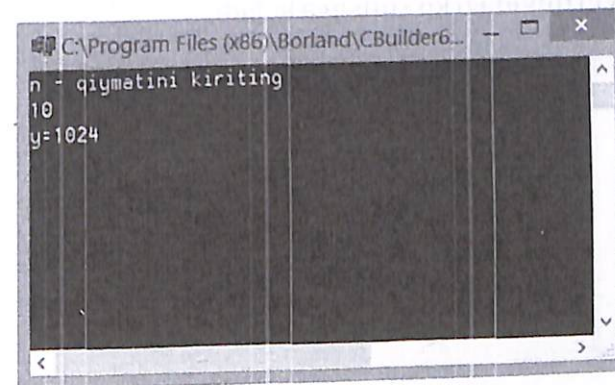 C:\Program Files (x86)\Borland\CBuilder6...
n - qiymatini kiriting
10
y=1024